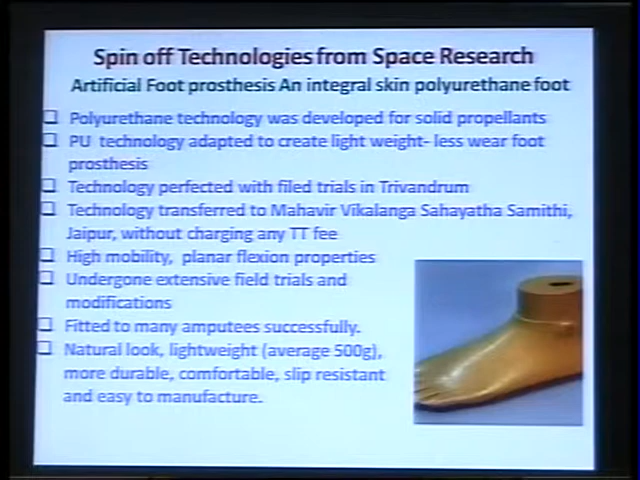 Spin off Technologies from Space Research
Artificial Foot prosthesis An integral skin polyurethane foot
❑ Polyurethane technology was developed for solid propellants
❑ PU technology adapted to create light weight- less wear foot
prosthesis
❑ Technology perfected with filed trials in Trivandrum
❑ Technology transferred to Mahavir Vikalanga Sahayatha Samithi,
Jaipur, without charging any TT fee
❑ High mobility, planar flexion properties
❑ Undergone extensive field trials and
modifications
❑ Fitted to many amputees successfully.
❑ Natural look, lightweight (average 500g),
more durable, comfortable, slip resistant
and easy to manufacture.